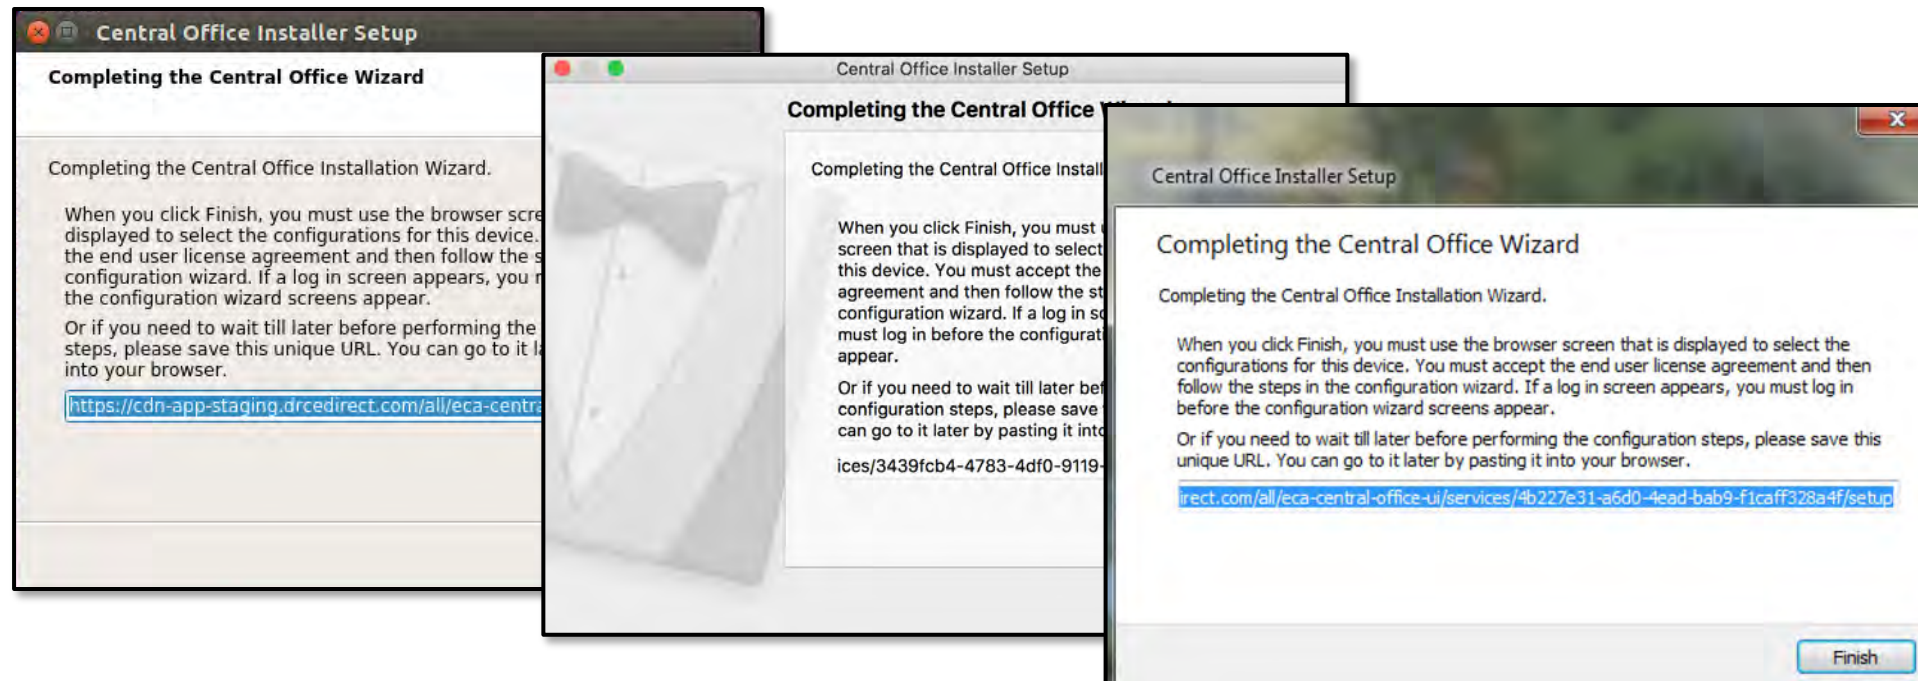 Central Office Installer Setup
Completing the Central Office Wizard
Completing the Central Office Installation Wizard.
When you click Finish, you must use the browser scre
displayed to select the configurations for this device.
the end user license agreement and then follow the s
configuration wizard. If a log in screen appears, you
the configuration wizard screens appear.
Or if you need to wait till later before performing the
steps, please save this unique URL. You can go to it l
into your browser.
https://cdn-app-staging.drcedirect.com/all/eca-centra
Central Office Installer Setup
Completing the Central Office
Completing the Central Office Install
When you click Finish, you must
screen that is displayed to select
this device. You must accept the
agreement and then follow the st
configuration wizard. If a log in sc
must log in before the configurati
appear.
Or if you need to wait till later bef
configuration steps, please save
can go to it later by pasting it into
ices/3439fcb4-4783-4df0-9119-
Central Office Installer Setup
Completing the Central Office Wizard
Completing the Central Office Installation Wizard.
When you click Finish, you must use the browser screen that is displayed to select the
configurations for this device. You must accept the end user license agreement and then
follow the steps in the configuration wizard. If a log in screen appears, you must log in
before the configuration wizard screens appear.
Or if you need to wait till later before performing the configuration steps, please save this
unique URL. You can go to it later by pasting it into your browser.
irect.com/all/eca-central-office-ui/services/4b227e31-a6d0-4ead-bab9-f1caff328a4f/setup
Finish